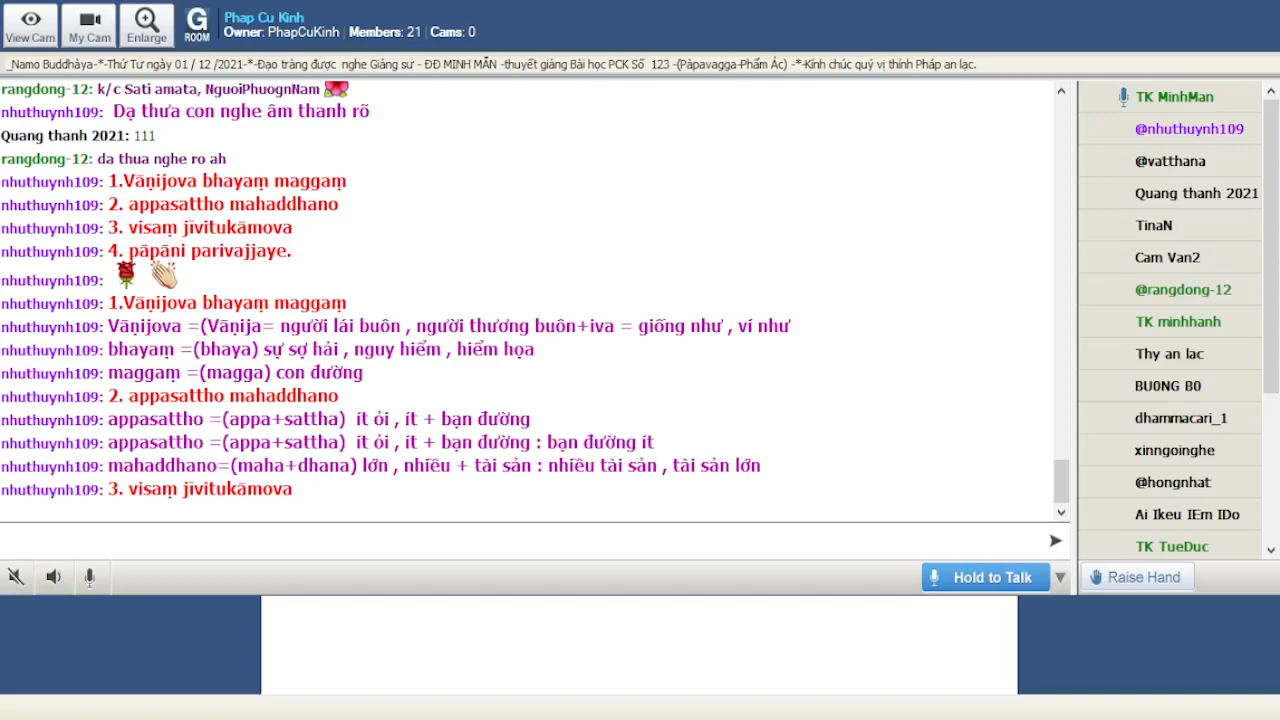 View Cam
My Cam
Enlarge
G
ROOM
Phap Cu Kinh
Owner: PhapCuKinh | Members: 21 | Cams: 0
_Namo Buddhàya-*-Thứ Tư ngày 01 / 12 /2021-*-Đạo tràng được nghe Giảng sư - ĐĐ MINH MẪN -thuyết giảng Bài học PCK Số 123 -(Pàpavagga-Phẩm Ác) -*-Kính chúc quý vị thính Pháp an lạc.
rangdong-12: k/c Sati amata, NguoiPhuognNam
nhuthuynh109: Dạ thưa con nghe âm thanh rõ
Quang thanh 2021: 111
rangdong-12: da thua nghe ro ah
nhuthuynh109: 1.Vāṇijova bhayaṃ maggaṃ
nhuthuynh109: 2. appasattho mahaddhano
nhuthuynh109: 3. visaṃ jīvitukāmova
nhuthuynh109: 4. pāpāni parivajjaye.
nhuthuynh109:
nhuthuynh109: 1.Vāṇijova bhayaṃ maggaṃ
nhuthuynh109: Vāṇijova =(Vāṇija= người lái buôn , người thương buôn+iva = giống như , ví như
nhuthuynh109: bhayaṃ =(bhaya) sự sợ hải , nguy hiểm , hiểm họa
nhuthuynh109: maggaṃ =(magga) con đường
nhuthuynh109: 2. appasattho mahaddhano
nhuthuynh109: appasattho =(appa+sattha) ít ỏi , ít + bạn đường
nhuthuynh109: appasattho =(appa+sattha) ít ỏi , ít + bạn đường : bạn đường ít
nhuthuynh109: mahaddhano=(maha+dhana) lớn , nhiều + tài sản : nhiều tài sản , tài sản lớn
nhuthuynh109: 3. visaṃ jīvitukāmova
TK MinhMan
@nhuthuynh109
@vatthana
Quang thanh 2021
TinaN
Cam Van2
@rangdong-12
TK minhhanh
Thy an lac
BU0NG B0
dhammacari_1
xinngoinghe
@hongnhat
Ai Ikeu IEm IDo
TK TueDuc
Hold to Talk
Raise Hand